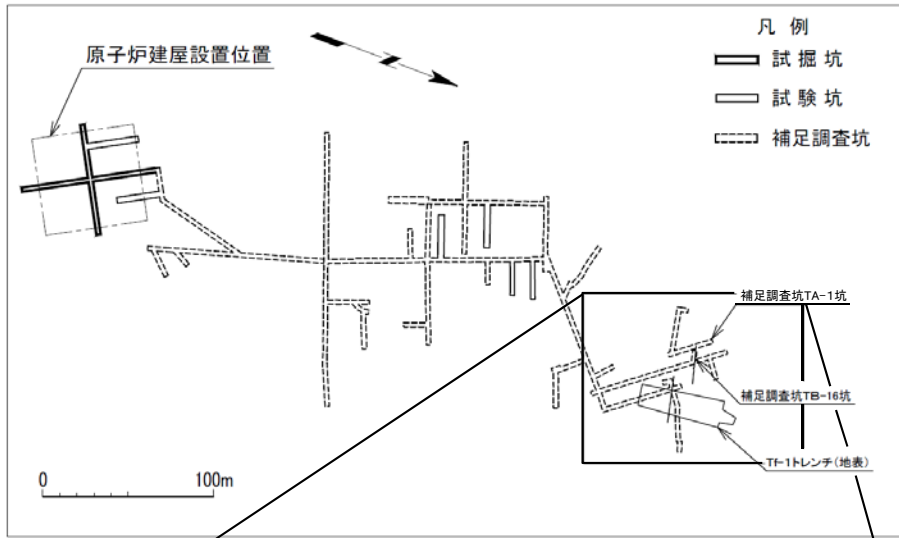 凡 例
試 掘 坑
試 験 坑
補足調査坑
原子炉建屋設置位置
補足調査坑TA-1坑
補足調査坑TB-16坑
Tf-1トレンチ(地表)
0
100m